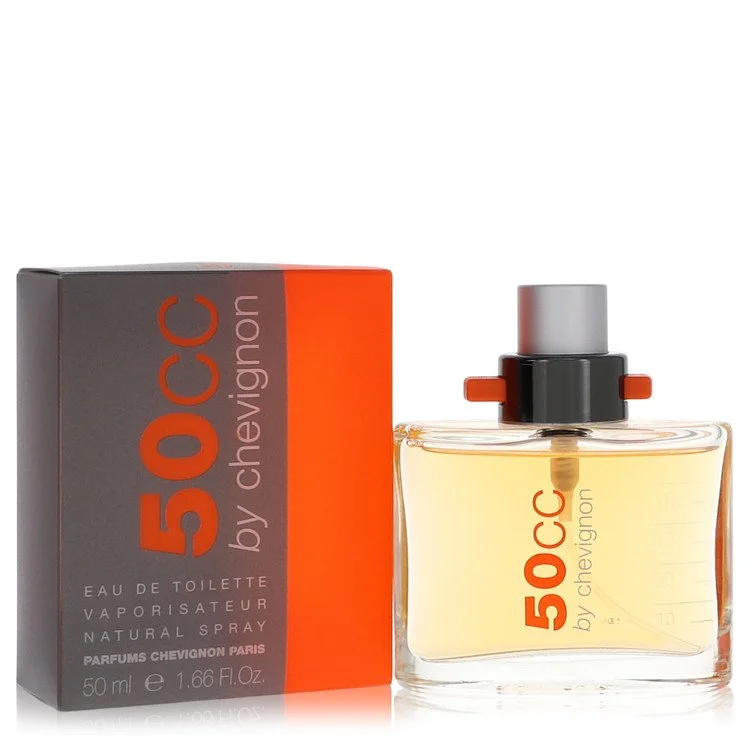 50CC
by chevignon
EAU DE TOILETTE
VAPORISATEUR
NATURAL SPRAY
PARFUMS CHEVIGNON PARIS
50 ml e 1.66 Fl.Oz.
50CC
by chevignon